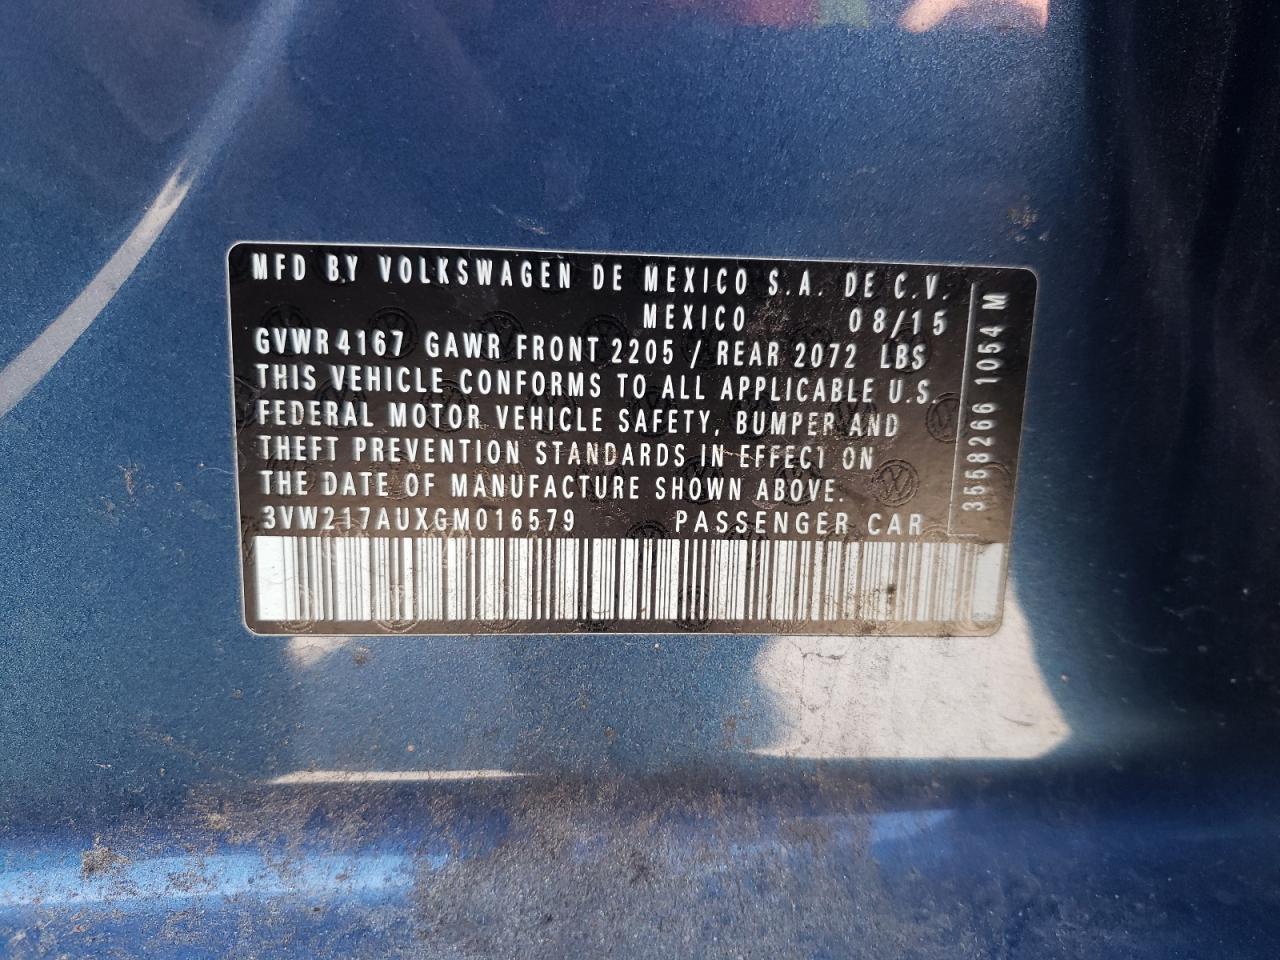 MFD BY VOLKSWAGEN DE MEXICO S.A. DE C.V.
MEXICO 08/15
GVWR 4167 GAWR FRONT 2205 / REAR 2072 LBS
THIS VEHICLE CONFORMS TO ALL APPLICABLE U.S.
FEDERAL MOTOR VEHICLE SAFETY, BUMPER AND
THEFT PREVENTION STANDARDS IN EFFECT ON
THE DATE OF MANUFACTURE SHOWN ABOVE.
3VW217AUXGM016579 PASSENGER CAR
3558266 1054 M